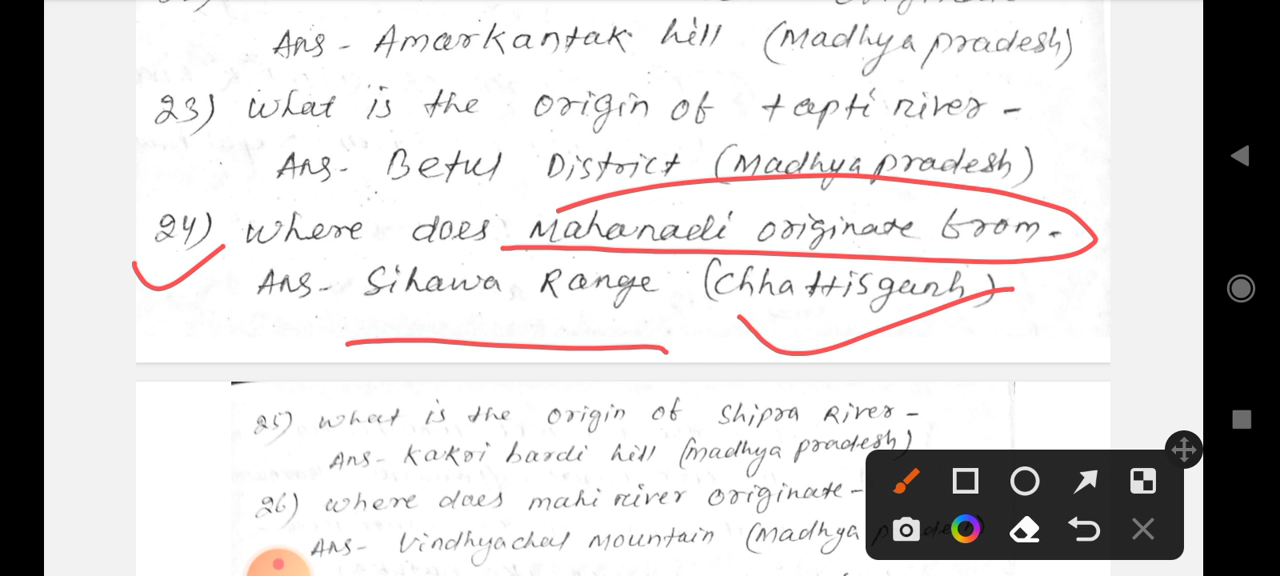 Ans - Amarkantak hill (Madhya pradesh)
23) What is the origin of tapti river -
Ans - Betul District (Madhya pradesh)
24) Where does Mahanadi originate from.
Ans - Sihawa Range (Chhattisgarh)
25) What is the origin of Shipra River -
Ans - Kakri bardi hill (Madhya pradesh)
26) Where does mahi river originate -
Ans - Vindhyachal Mountain (Madhya